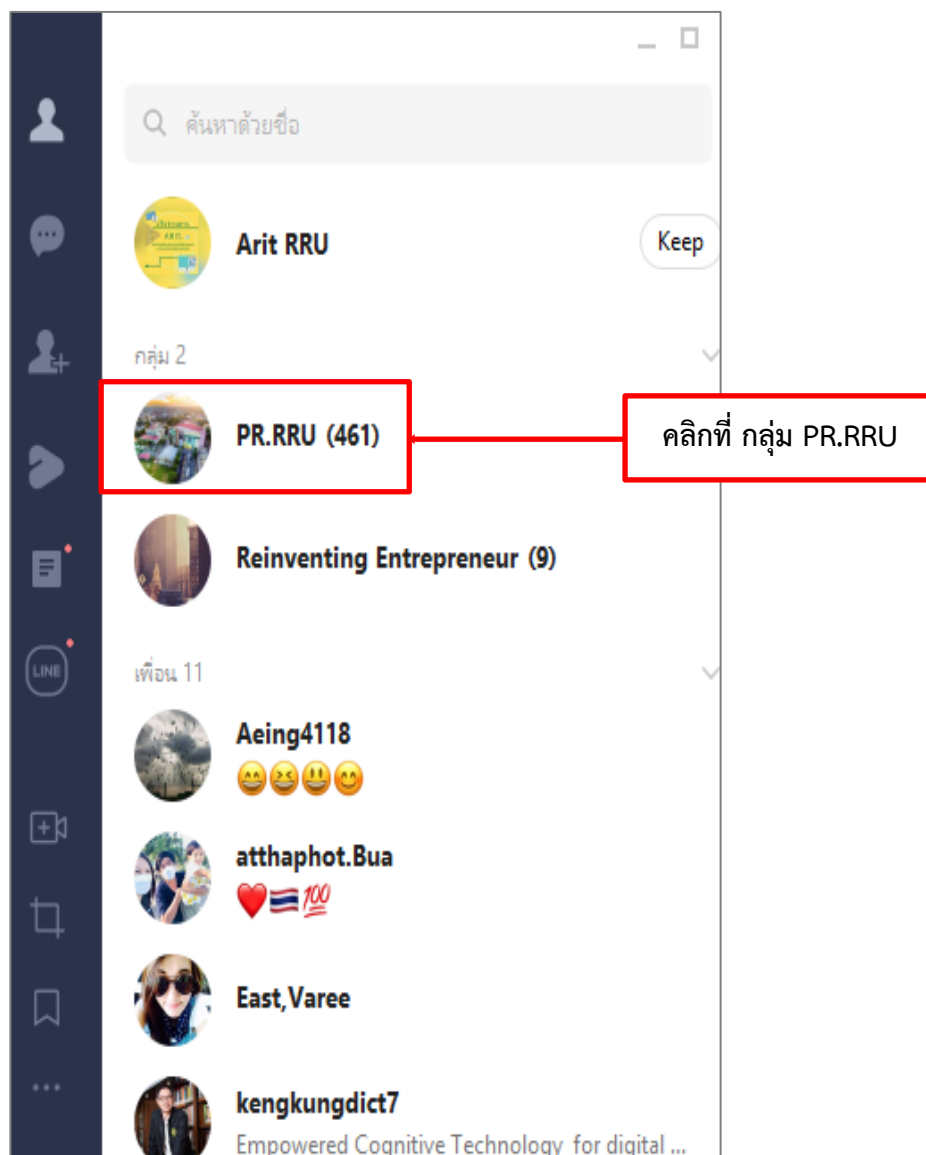 ค้นหาด้วยชื่อ
Arit RRU
Keep
กลุ่ม 2
PR.RRU (461)
คลิกที่ กลุ่ม PR.RRU
Reinventing Entrepreneur (9)
LINE
เพื่อน 11
Aeing4118
😄😆😃😊
atthaphot.Bua
❤️🇹🇭💯
East,Varee
kengkungdict7
Empowered Cognitive Technology for digital ...